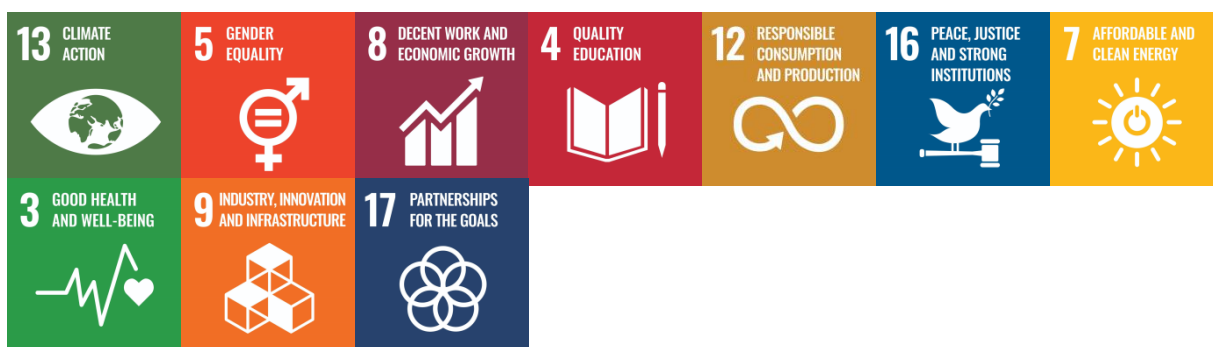 13 CLIMATE
ACTION
5 GENDER
EQUALITY
8 DECENT WORK AND
ECONOMIC GROWTH
4 QUALITY
EDUCATION
12 RESPONSIBLE
CONSUMPTION
AND PRODUCTION
16 PEACE, JUSTICE
AND STRONG
INSTITUTIONS
7 AFFORDABLE AND
CLEAN ENERGY
3 GOOD HEALTH
AND WELL-BEING
9 INDUSTRY, INNOVATION
AND INFRASTRUCTURE
17 PARTNERSHIPS
FOR THE GOALS